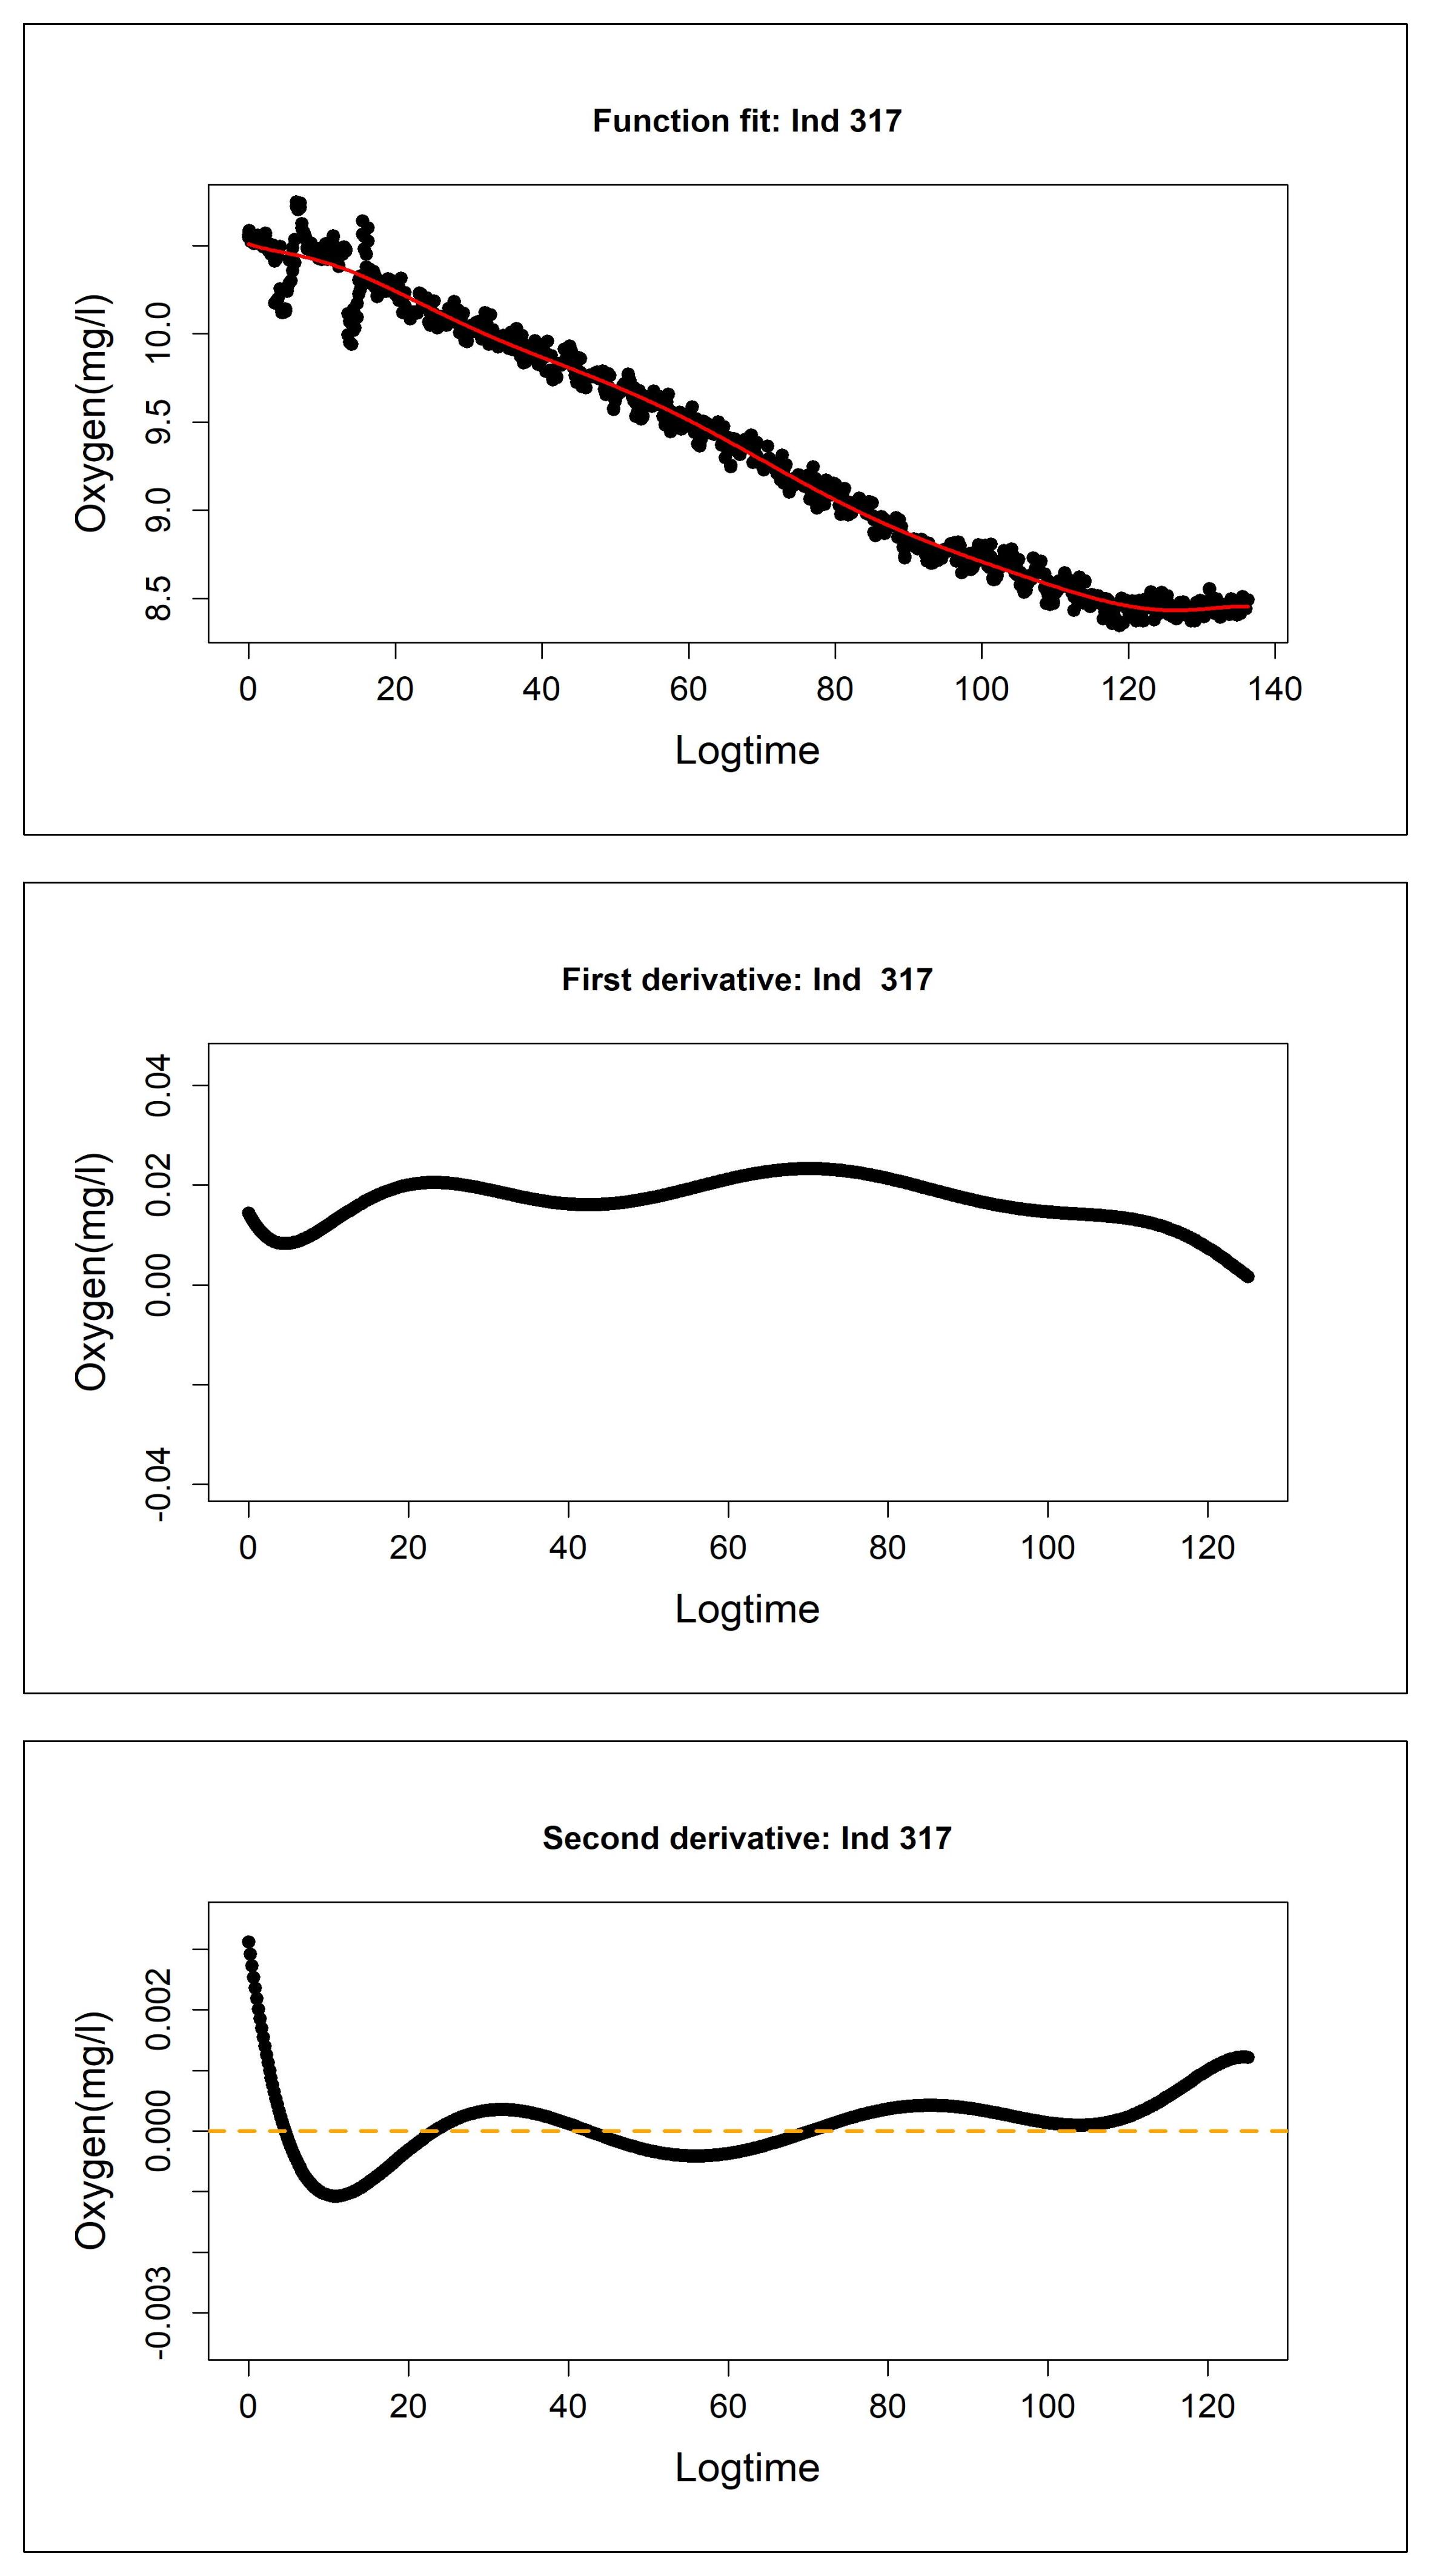 Function fit: Ind 317
Oxygen(mg/l)
10.0
9.5
9.0
8.5
0 20 40 60 80 100 120 140
Logtime
First derivative: Ind  317
Oxygen(mg/l)
0.04
0.02
0.00
-0.04
0 20 40 60 80 100 120
Logtime
Second derivative: Ind 317
Oxygen(mg/l)
0.002
0.000
-0.003
0 20 40 60 80 100 120
Logtime